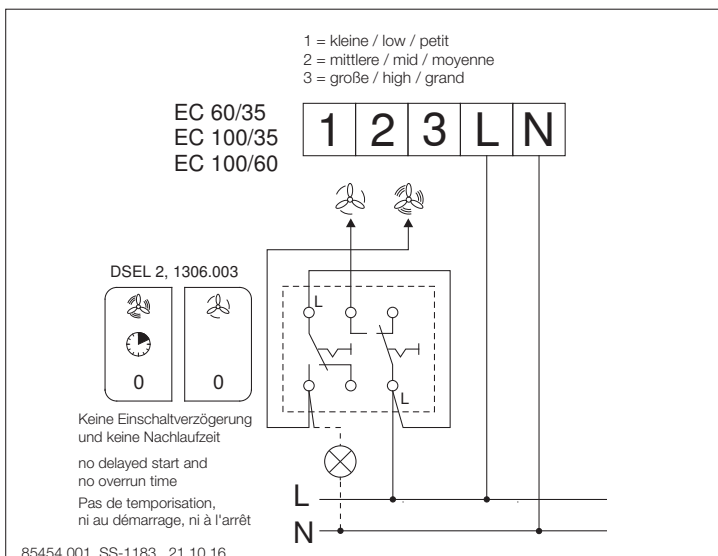 1 = kleine / low / petit
2 = mittlere / mid / moyenne
3 = große / high / grand
EC 60/35
EC 100/35
EC 100/60
1 2 3 L N
DSEL 2, 1306.003
L
0 0
L
Keine Einschaltverzögerung
und keine Nachlaufzeit
no delayed start and
no overrun time
Pas de temporisation,
ni au démarrage, ni à l'arrêt
L
N
85454.001 SS-1183 21.10.16